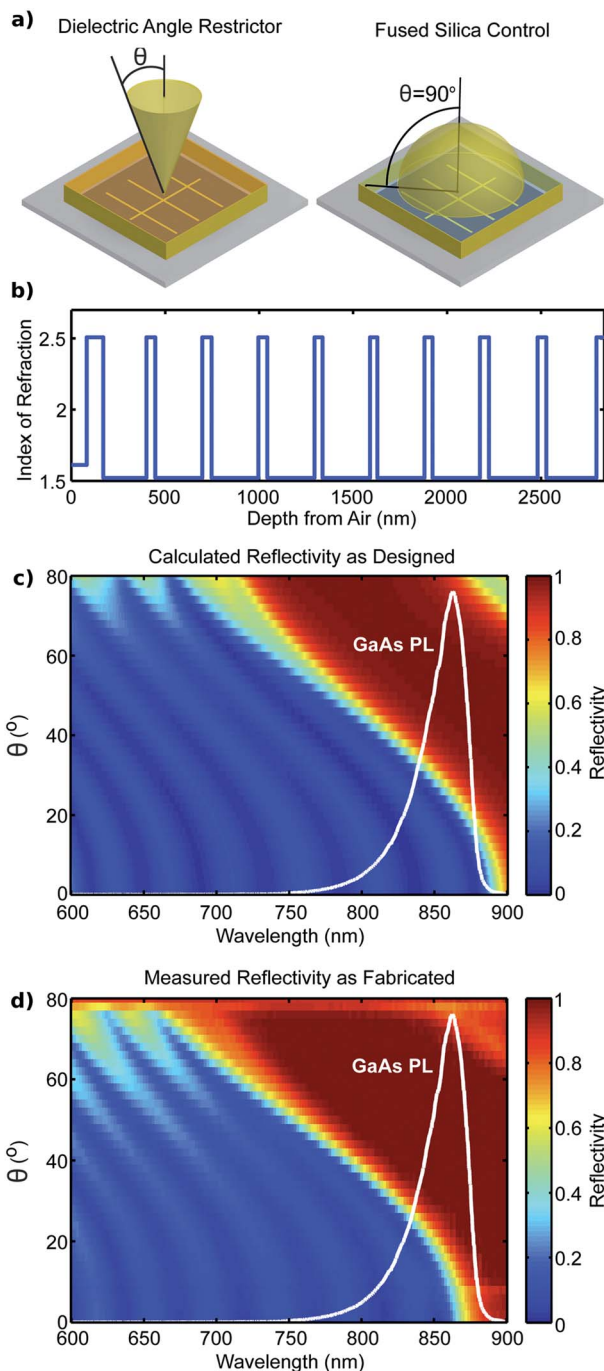 a)
Dielectric Angle Restrictor
Fused Silica Control
θ
θ=90°
b)
Index of Refraction
2.5
2
1.5
0 500 1000 1500 2000 2500
Depth from Air (nm)
c)
Calculated Reflectivity as Designed
GaAs PL
θ (°)
80
60
40
20
0
600 650 700 750 800 850 900
Wavelength (nm)
1
0.8
0.6
0.4
0.2
0
Reflectivity
d)
Measured Reflectivity as Fabricated
GaAs PL
θ (°)
80
60
40
20
0
600 650 700 750 800 850 900
Wavelength (nm)
1
0.8
0.6
0.4
0.2
0
Reflectivity